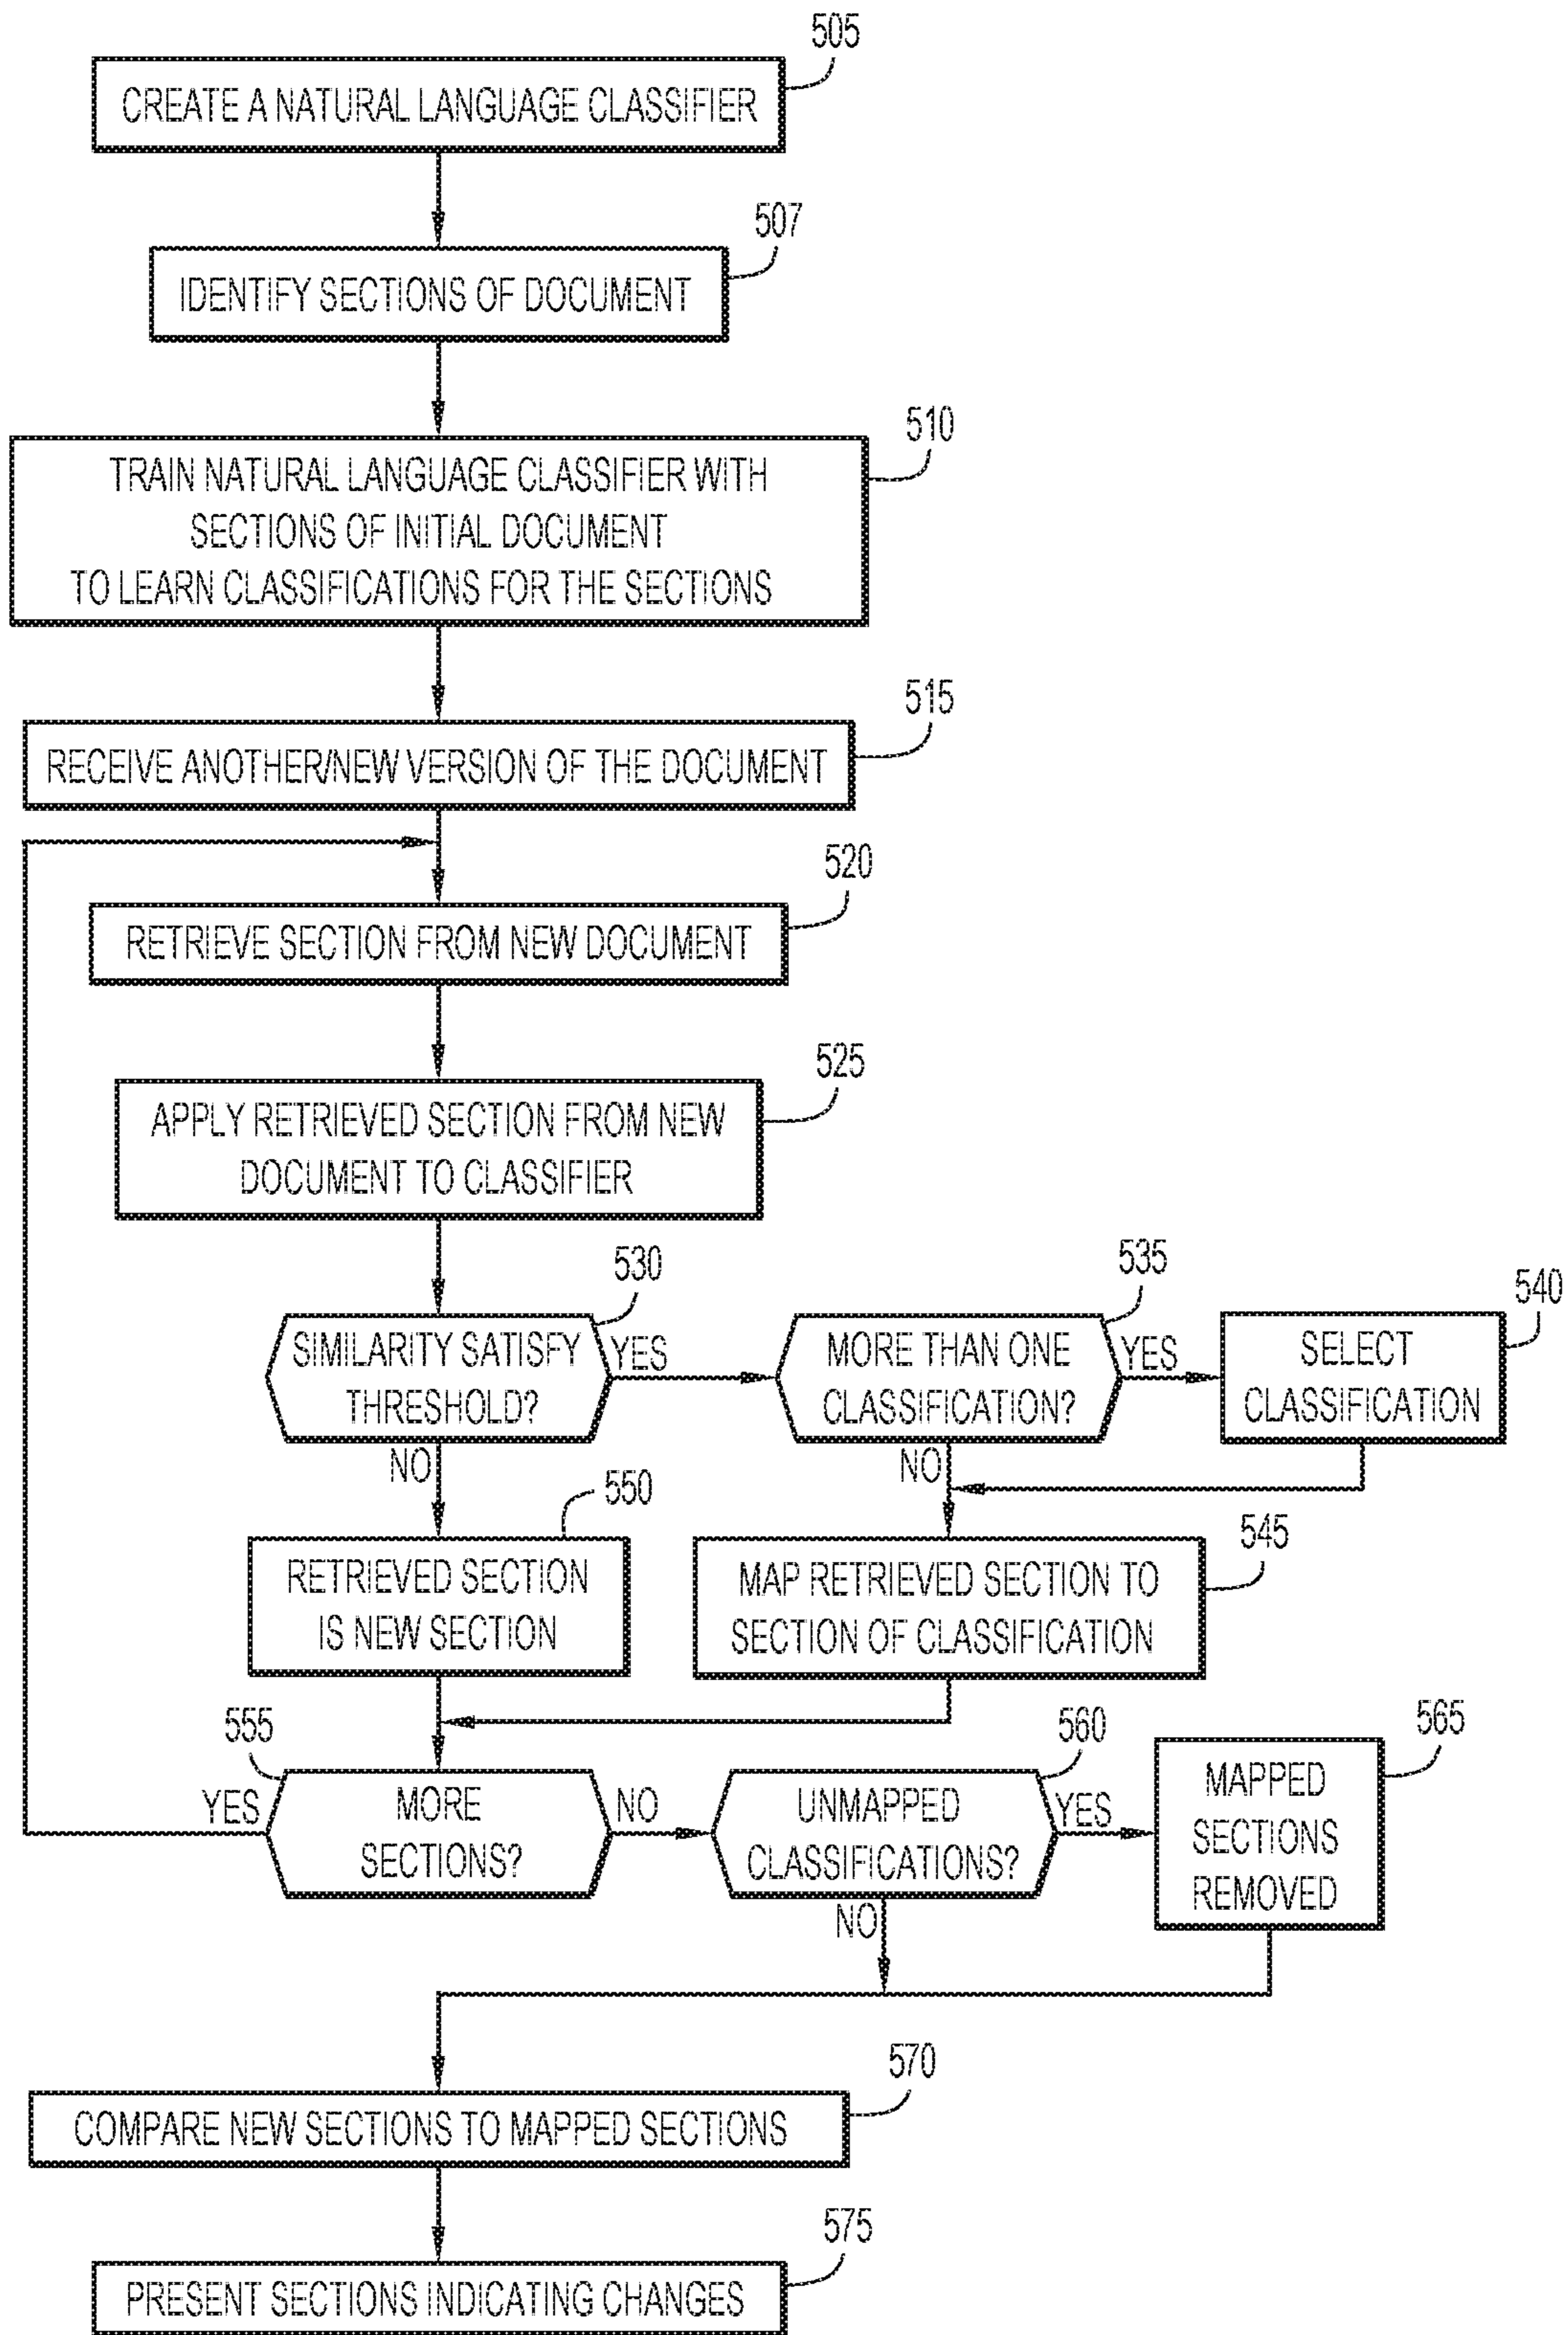 505
CREATE A NATURAL LANGUAGE CLASSIFIER
507
IDENTIFY SECTIONS OF DOCUMENT
510
TRAIN NATURAL LANGUAGE CLASSIFIER WITH
SECTIONS OF INITIAL DOCUMENT
TO LEARN CLASSIFICATIONS FOR THE SECTIONS
515
RECEIVE ANOTHER/NEW VERSION OF THE DOCUMENT
520
RETRIEVE SECTION FROM NEW DOCUMENT
525
APPLY RETRIEVED SECTION FROM NEW
DOCUMENT TO CLASSIFIER
530
SIMILARITY SATISFY
THRESHOLD?
YES
NO
535
MORE THAN ONE
CLASSIFICATION?
YES
NO
540
SELECT
CLASSIFICATION
550
RETRIEVED SECTION
IS NEW SECTION
545
MAP RETRIEVED SECTION TO
SECTION OF CLASSIFICATION
555
YES
MORE
SECTIONS?
NO
560
UNMAPPED
CLASSIFICATIONS?
YES
NO
565
MAPPED
SECTIONS
REMOVED
570
COMPARE NEW SECTIONS TO MAPPED SECTIONS
575
PRESENT SECTIONS INDICATING CHANGES